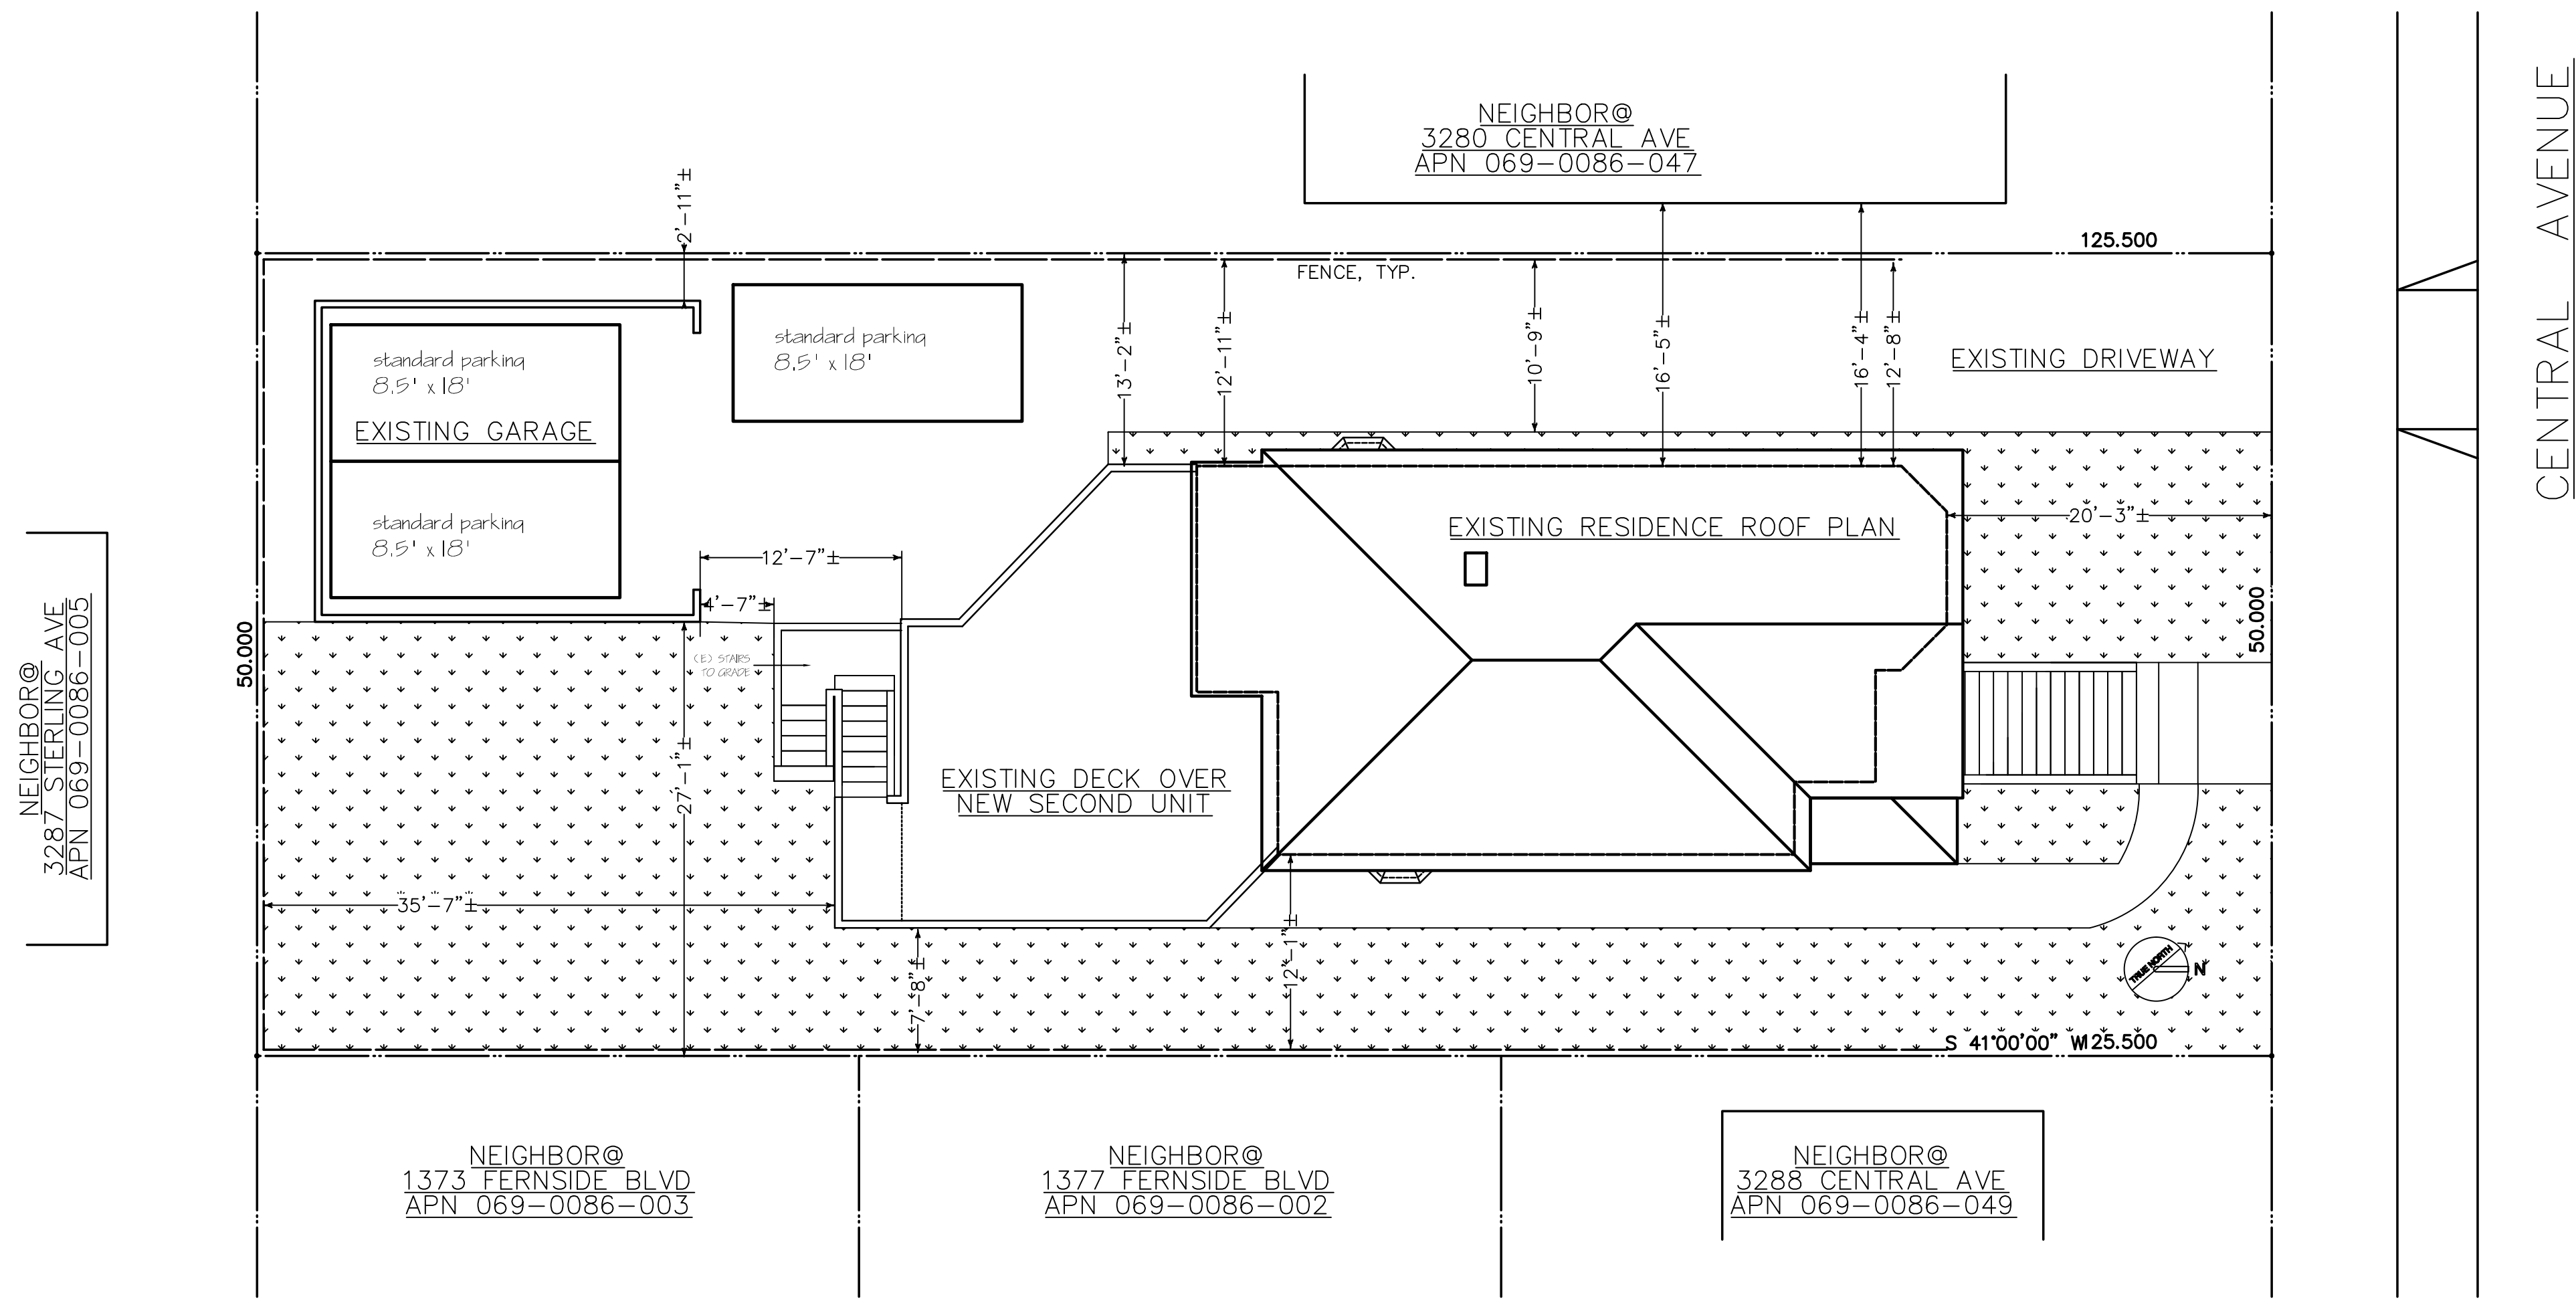 NEIGHBOR@
3280 CENTRAL AVE
APN 069-0086-047
CENTRAL AVENUE
2'-11"±
125.500
FENCE, TYP.
standard parking
8.5' x 18'
EXISTING GARAGE
standard parking
8.5' x 18'
standard parking
8.5' x 18'
13'-2"±
12'-11"±
10'-9"±
16'-5"±
16'-4"±
12'-8"±
EXISTING DRIVEWAY
EXISTING RESIDENCE ROOF PLAN
20'-3"±
12'-7"±
4'-7"±
(E) STAIRS
TO GRADE
50.000
50.000
NEIGHBOR@
3287 STERLING AVE
APN 069-0086-005
27'-1"±
EXISTING DECK OVER
NEW SECOND UNIT
35'-7"±
7'-8"±
12'-1"±
TRUE NORTH
N
S 41°00'00" W125.500
NEIGHBOR@
1373 FERNSIDE BLVD
APN 069-0086-003
NEIGHBOR@
1377 FERNSIDE BLVD
APN 069-0086-002
NEIGHBOR@
3288 CENTRAL AVE
APN 069-0086-049